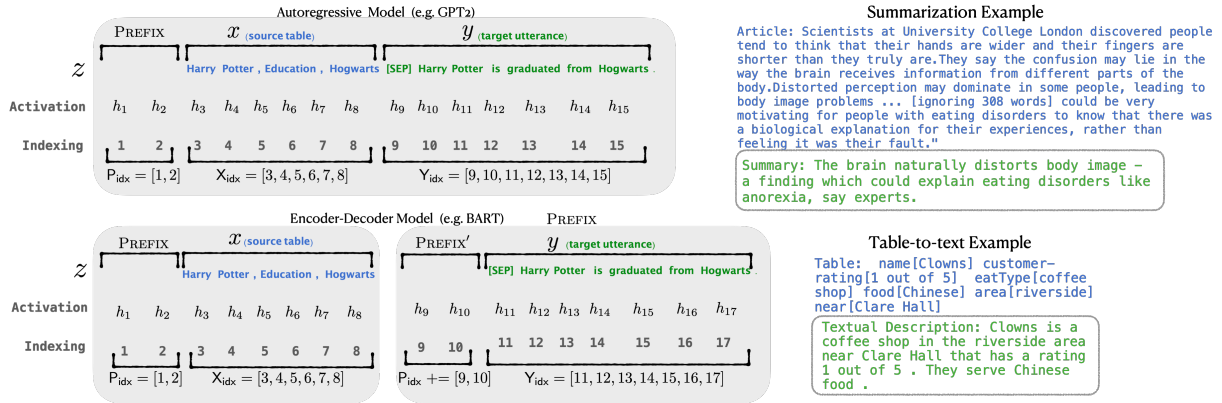 Autoregressive Model (e.g. GPT2)
PREFIX x (source table) y (target utterance)
z Harry Potter , Education , Hogwarts [SEP] Harry Potter is graduated from Hogwarts .
Activation h1 h2 h3 h4 h5 h6 h7 h8 h9 h10 h11 h12 h13 h14 h15
Indexing 1 2 3 4 5 6 7 8 9 10 11 12 13 14 15
Pidx = [1, 2] Xidx = [3, 4, 5, 6, 7, 8] Yidx = [9, 10, 11, 12, 13, 14, 15]
Encoder-Decoder Model (e.g. BART) PREFIX
PREFIX x (source table) PREFIX′ y (target utterance)
z Harry Potter , Education , Hogwarts [SEP] Harry Potter is graduated from Hogwarts .
Activation h1 h2 h3 h4 h5 h6 h7 h8 h9 h10 h11 h12 h13 h14 h15 h16 h17
Indexing 1 2 3 4 5 6 7 8 9 10 11 12 13 14 15 16 17
Pidx = [1, 2] Xidx = [3, 4, 5, 6, 7, 8] Pidx += [9, 10] Yidx = [11, 12, 13, 14, 15, 16, 17]
Summarization Example
Article: Scientists at University College London discovered people
tend to think that their hands are wider and their fingers are
shorter than they truly are.They say the confusion may lie in the
way the brain receives information from different parts of the
body.Distorted perception may dominate in some people, leading to
body image problems ... [ignoring 308 words] could be very
motivating for people with eating disorders to know that there was
a biological explanation for their experiences, rather than
feeling it was their fault."
Summary: The brain naturally distorts body image –
a finding which could explain eating disorders like
anorexia, say experts.
Table-to-text Example
Table: name[Clowns] customer-
rating[1 out of 5] eatType[coffee
shop] food[Chinese] area[riverside]
near[Clare Hall]
Textual Description: Clowns is a
coffee shop in the riverside area
near Clare Hall that has a rating
1 out of 5 . They serve Chinese
food .